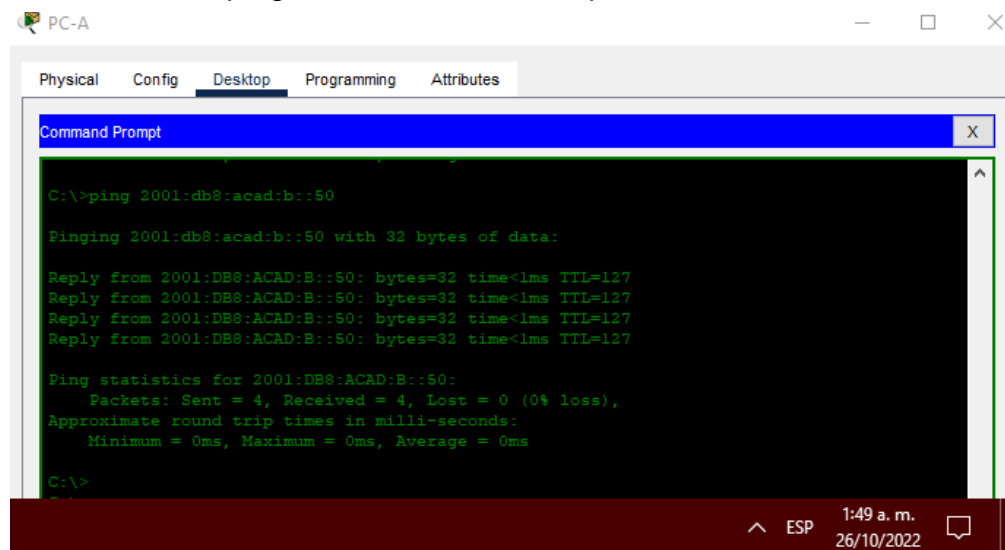 PC-A
Physical Config Desktop Programming Attributes
Command Prompt X
C:\>ping 2001:db8:acad:b::50
Pinging 2001:db8:acad:b::50 with 32 bytes of data:
Reply from 2001:DB8:ACAD:B::50: bytes=32 time<1ms TTL=127
Reply from 2001:DB8:ACAD:B::50: bytes=32 time<1ms TTL=127
Reply from 2001:DB8:ACAD:B::50: bytes=32 time<1ms TTL=127
Reply from 2001:DB8:ACAD:B::50: bytes=32 time<1ms TTL=127
Ping statistics for 2001:DB8:ACAD:B::50:
Packets: Sent = 4, Received = 4, Lost = 0 (0% loss),
Approximate round trip times in milli-seconds:
Minimum = 0ms, Maximum = 0ms, Average = 0ms
C:\>
ESP
1:49 a. m.
26/10/2022